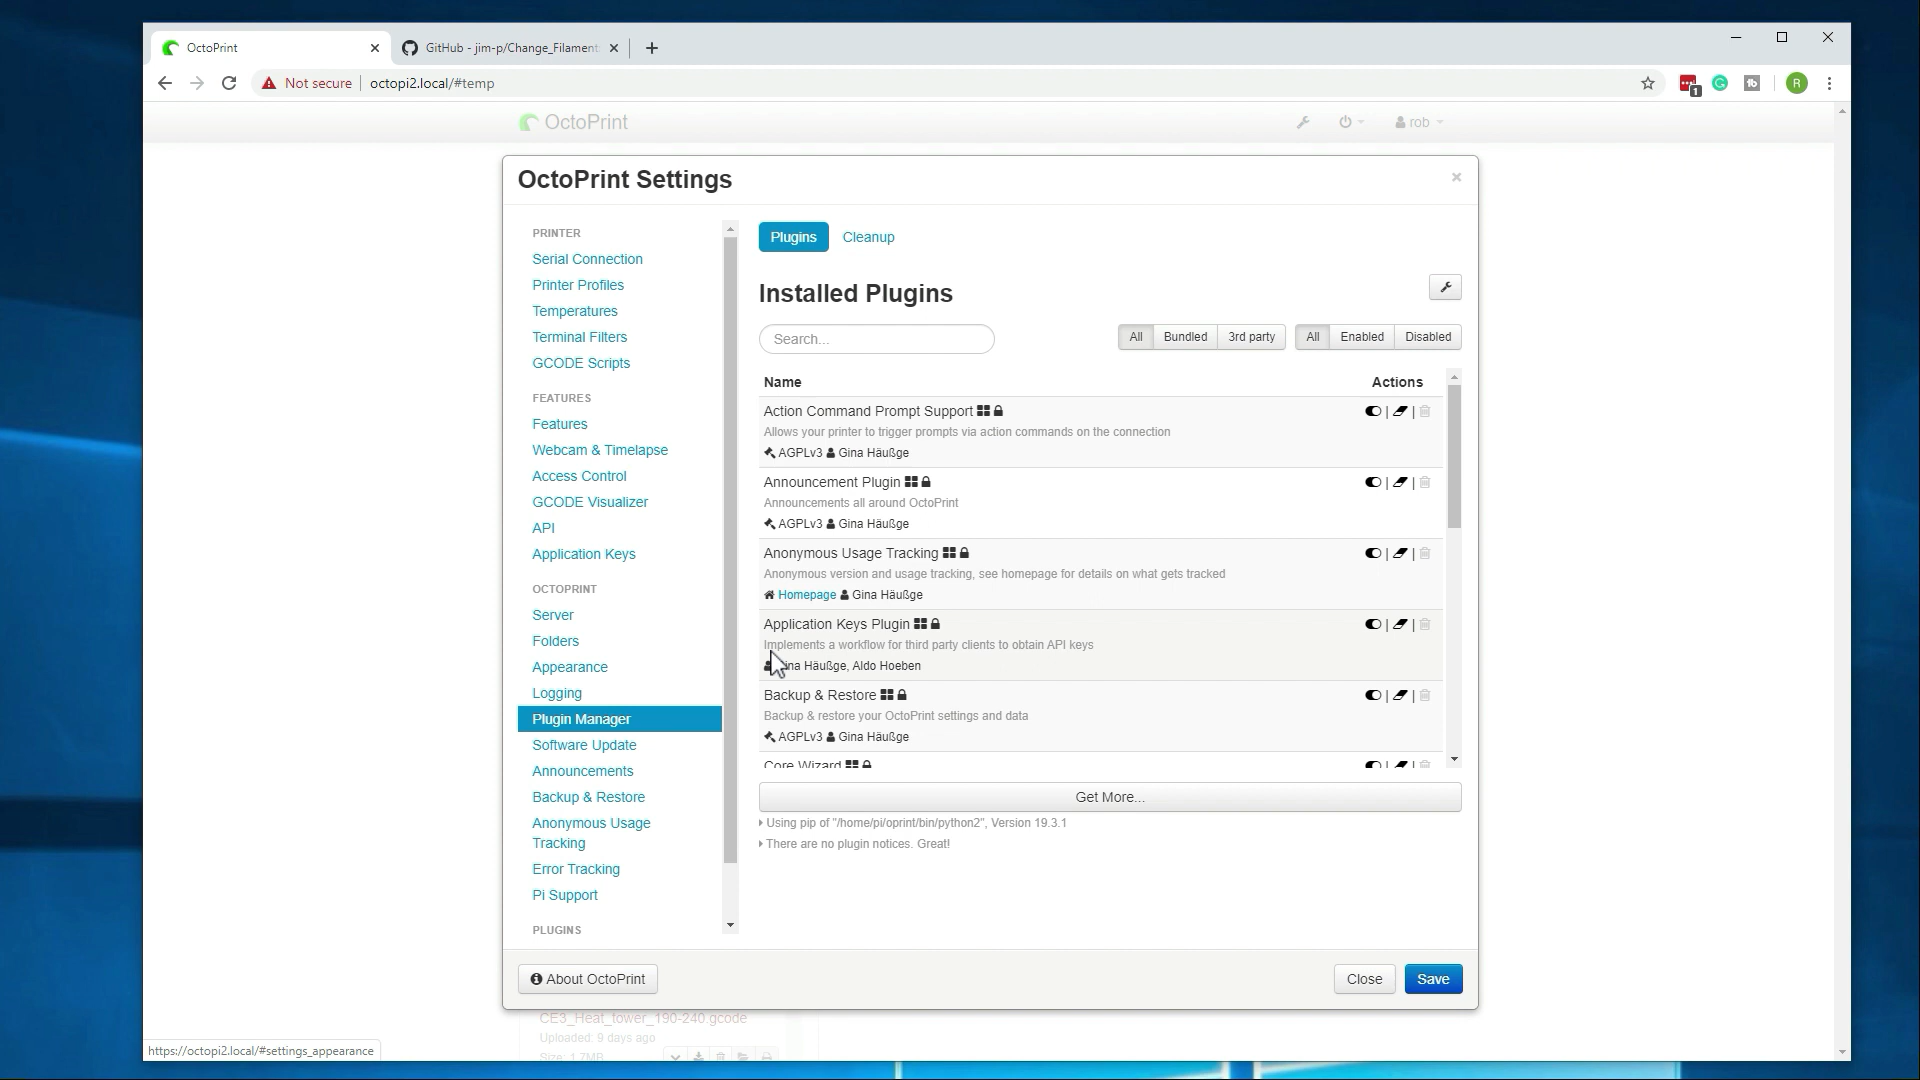 OctoPrint
GitHub - jim-p/Change_Filament
Not secure
octopi2.local/#temp
1
R
OctoPrint
rob
OctoPrint Settings
×
PRINTER
Serial Connection
Printer Profiles
Temperatures
Terminal Filters
GCODE Scripts
FEATURES
Features
Webcam & Timelapse
Access Control
GCODE Visualizer
API
Application Keys
OCTOPRINT
Server
Folders
Appearance
Logging
Plugin Manager
Software Update
Announcements
Backup & Restore
Anonymous Usage
Tracking
Error Tracking
Pi Support
PLUGINS
Plugins
Cleanup
Installed Plugins
Search...
All Bundled 3rd party
All Enabled Disabled
Name
Actions
Action Command Prompt Support
Allows your printer to trigger prompts via action commands on the connection
AGPLv3 Gina Häußge
Announcement Plugin
Announcements all around OctoPrint
AGPLv3 Gina Häußge
Anonymous Usage Tracking
Anonymous version and usage tracking, see homepage for details on what gets tracked
Homepage Gina Häußge
Application Keys Plugin
Implements a workflow for third party clients to obtain API keys
ina Häußge, Aldo Hoeben
Backup & Restore
Backup & restore your OctoPrint settings and data
AGPLv3 Gina Häußge
Core Wizard
Get More...
Using pip of "/home/pi/oprint/bin/python2", Version 19.3.1
There are no plugin notices. Great!
About OctoPrint
Close
Save
CE3_Heat_tower_190-240.gcode
Uploaded: 9 days ago
Size: 1.7MB
https://octopi2.local/#settings_appearance